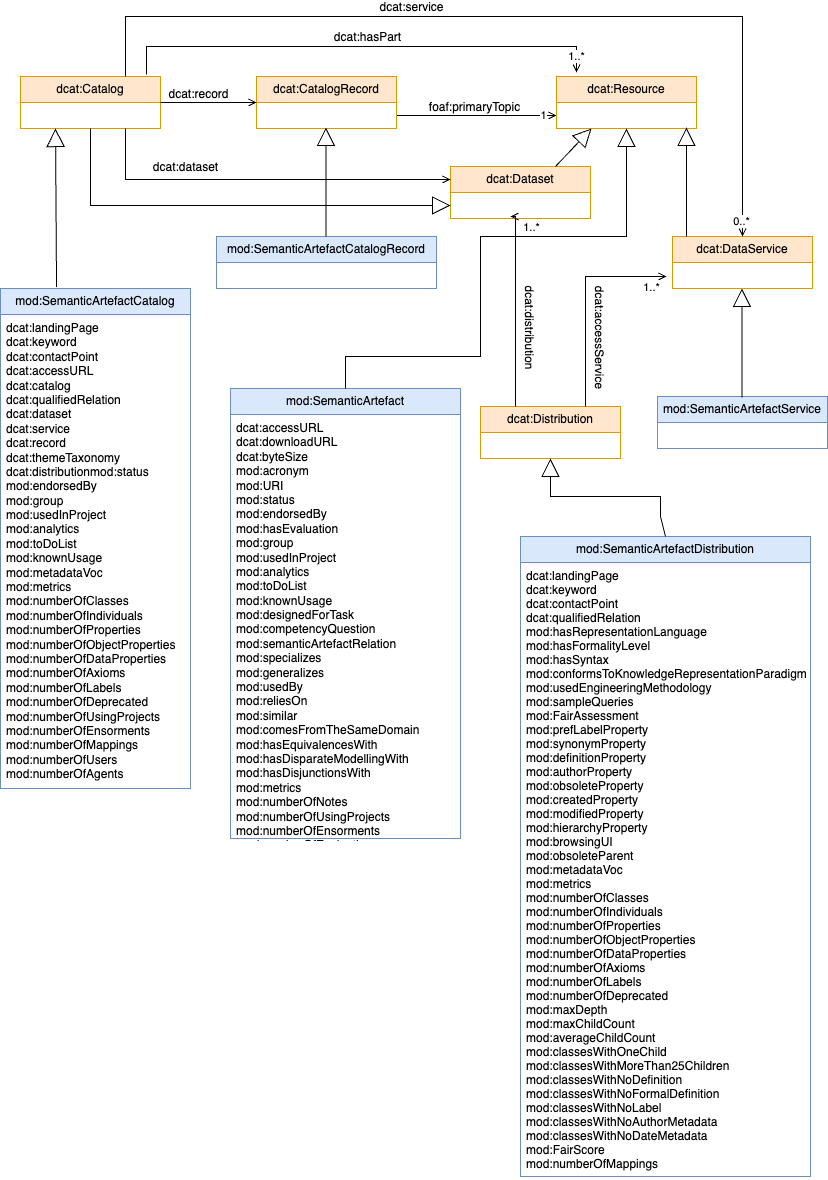 dcat:service
dcat:hasPart
1..*
dcat:Catalog
dcat:record
dcat:CatalogRecord
foaf:primaryTopic
1
dcat:Resource
dcat:dataset
dcat:Dataset
1..*
0..*
mod:SemanticArtefactCatalogRecord
dcat:DataService
1..*
dcat:distribution
dcat:accessService
mod:SemanticArtefactCatalog
dcat:landingPage
dcat:keyword
dcat:contactPoint
dcat:accessURL
dcat:catalog
dcat:qualifiedRelation
dcat:dataset
dcat:service
dcat:record
dcat:themeTaxonomy
dcat:distributionmod:status
mod:endorsedBy
mod:group
mod:usedInProject
mod:analytics
mod:toDoList
mod:knownUsage
mod:metadataVoc
mod:metrics
mod:numberOfClasses
mod:numberOfIndividuals
mod:numberOfProperties
mod:numberOfObjectProperties
mod:numberOfDataProperties
mod:numberOfAxioms
mod:numberOfLabels
mod:numberOfDeprecated
mod:numberOfUsingProjects
mod:numberOfEnsorments
mod:numberOfMappings
mod:numberOfUsers
mod:numberOfAgents
mod:SemanticArtefact
dcat:accessURL
dcat:downloadURL
dcat:byteSize
mod:acronym
mod:URI
mod:status
mod:endorsedBy
mod:hasEvaluation
mod:group
mod:usedInProject
mod:analytics
mod:toDoList
mod:knownUsage
mod:designedForTask
mod:competencyQuestion
mod:semanticArtefactRelation
mod:specializes
mod:generalizes
mod:usedBy
mod:reliesOn
mod:similar
mod:comesFromTheSameDomain
mod:hasEquivalencesWith
mod:hasDisparateModellingWith
mod:hasDisjunctionsWith
mod:metrics
mod:numberOfNotes
mod:numberOfUsingProjects
mod:numberOfEnsorments
dcat:Distribution
mod:SemanticArtefactService
mod:SemanticArtefactDistribution
dcat:landingPage
dcat:keyword
dcat:contactPoint
dcat:qualifiedRelation
mod:hasRepresentationLanguage
mod:hasFormalityLevel
mod:hasSyntax
mod:conformsToKnowledgeRepresentationParadigm
mod:usedEngineeringMethodology
mod:sampleQueries
mod:FairAssessment
mod:prefLabelProperty
mod:synonymProperty
mod:definitionProperty
mod:authorProperty
mod:obsoleteProperty
mod:createdProperty
mod:modifiedProperty
mod:hierarchyProperty
mod:browsingUI
mod:obsoleteParent
mod:metadataVoc
mod:metrics
mod:numberOfClasses
mod:numberOfIndividuals
mod:numberOfProperties
mod:numberOfObjectProperties
mod:numberOfDataProperties
mod:numberOfAxioms
mod:numberOfLabels
mod:numberOfDeprecated
mod:maxDepth
mod:maxChildCount
mod:averageChildCount
mod:classesWithOneChild
mod:classesWithMoreThan25Children
mod:classesWithNoDefinition
mod:classesWithNoFormalDefinition
mod:classesWithNoLabel
mod:classesWithNoAuthorMetadata
mod:classesWithNoDateMetadata
mod:FairScore
mod:numberOfMappings